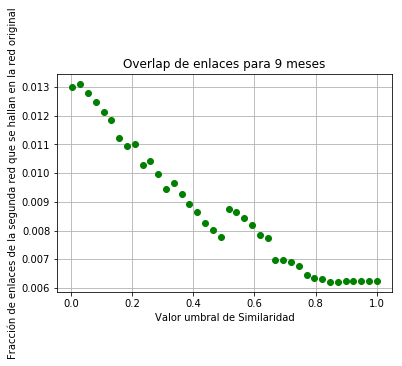 Overlap de enlaces para 9 meses
Fracción de enlaces de la segunda red que se hallan en la red original
0.013
0.012
0.011
0.010
0.009
0.008
0.007
0.006
0.0 0.2 0.4 0.6 0.8 1.0
Valor umbral de Similaridad